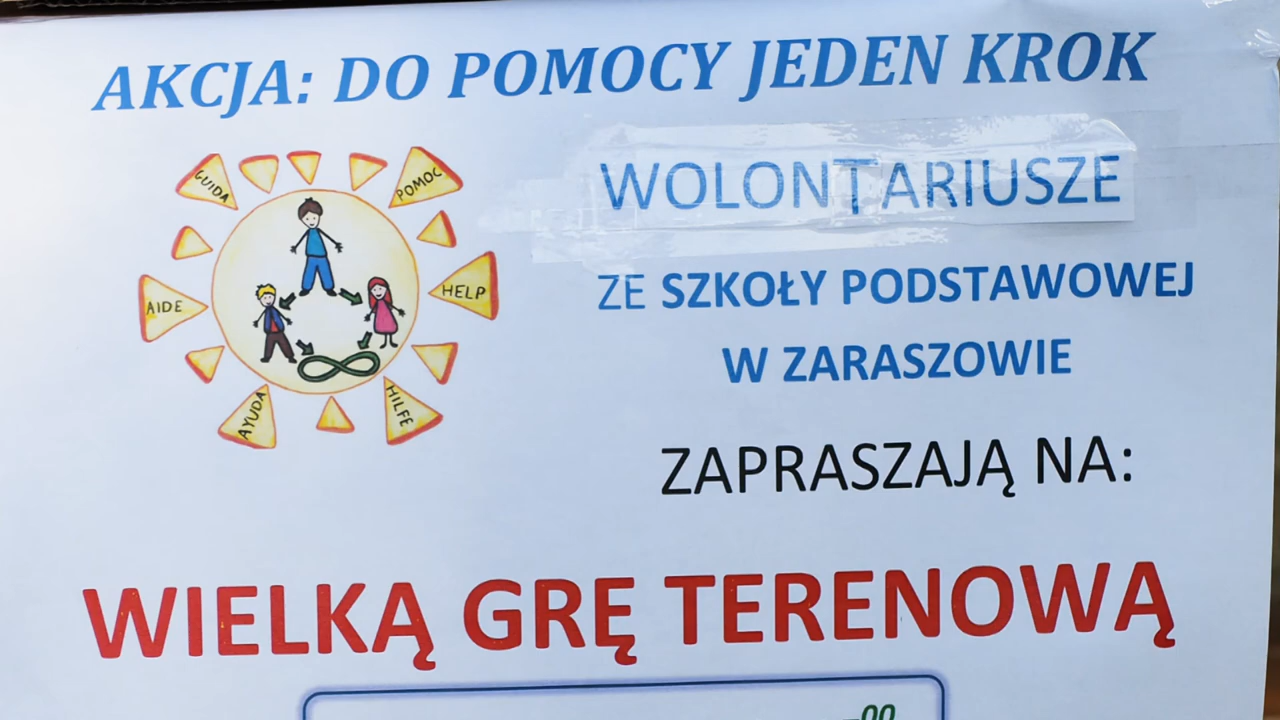 AKCJA: DO POMOCY JEDEN KROK
GUIDA
POMOC
AIDE
HELP
AYUDA
HILFE
WOLONTARIUSZE
ZE SZKOŁY PODSTAWOWEJ
W ZARASZOWIE
ZAPRASZAJĄ NA:
WIELKĄ GRĘ TERENOWĄ